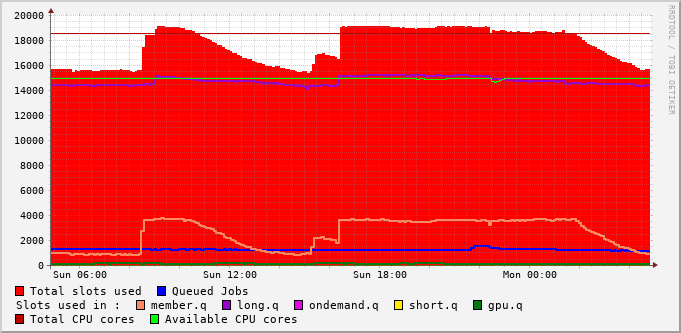 20000
18000
16000
14000
12000
10000
8000
6000
4000
2000
0
Sun 06:00 Sun 12:00 Sun 18:00 Mon 00:00
Total slots used Queued Jobs
Slots used in : member.q long.q ondemand.q short.q gpu.q
Total CPU cores Available CPU cores
RRDTOOL / TOBI OETIKER